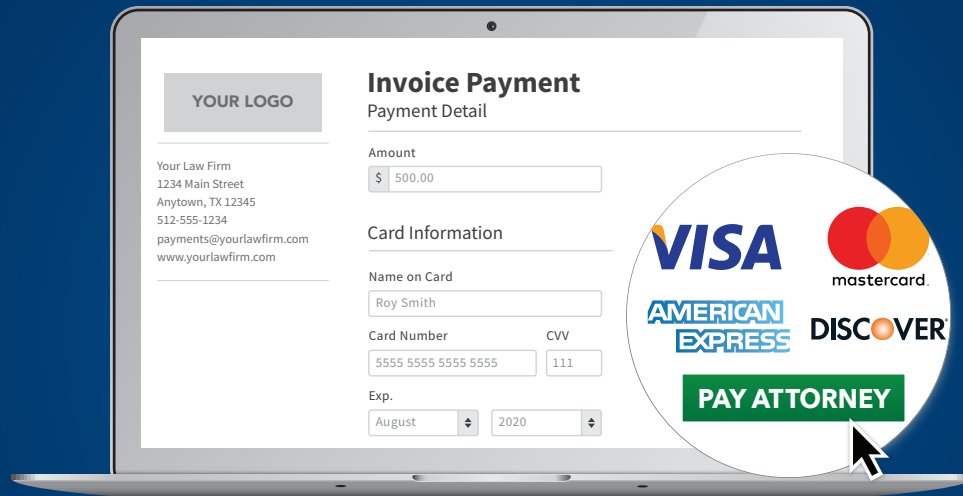 YOUR LOGO
Your Law Firm
1234 Main Street
Anytown, TX 12345
512-555-1234
payments@yourlawfirm.com
www.yourlawfirm.com
Invoice Payment
Payment Detail
Amount
$ 500.00
Card Information
Name on Card
Roy Smith
Card Number CVV
5555 5555 5555 5555 111
Exp.
August 2020
VISA
mastercard.
AMERICAN
EXPRESS
DISCOVER
PAY ATTORNEY